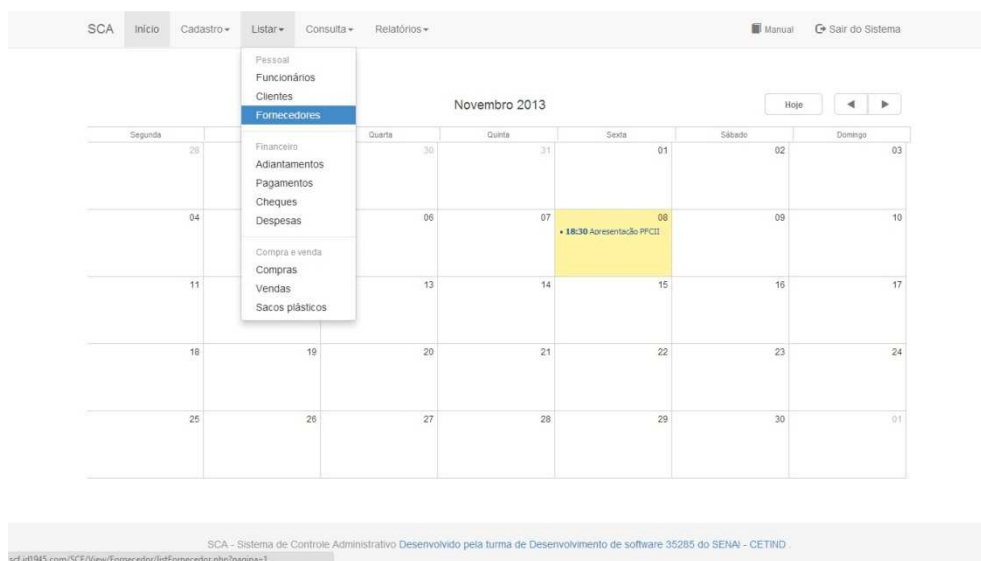 SCA Início Cadastro Listar Consulta Relatórios Manual Sair do Sistema
Pessoal
Funcionários
Clientes
Fornecedores
Financeiro
Adiantamentos
Pagamentos
Cheques
Despesas
Compra e venda
Compras
Vendas
Sacos plásticos
Novembro 2013 Hoje
Segunda Quarta Quinta Sexta Sábado Domingo
28 30 31 01 02 03
04 06 07 08 09 10
• 18:30 Apresentação PFCII
11 13 14 15 16 17
18 19 20 21 22 23 24
25 26 27 28 29 30 01
SCA - Sistema de Controle Administrativo Desenvolvido pela turma de Desenvolvimento de software 35285 do SENAI - CETIND .